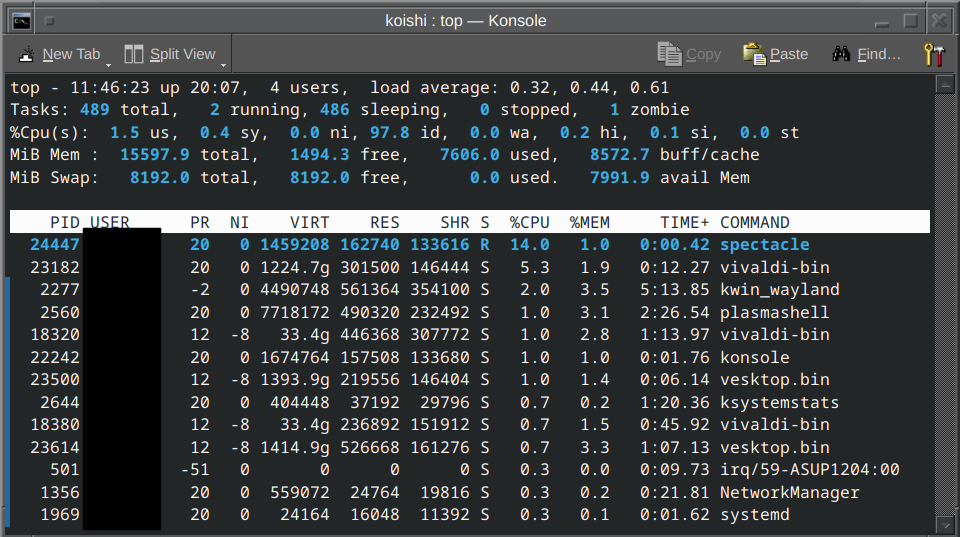 koishi : top — Konsole
New Tab Split View Copy Paste Find...
top - 11:46:23 up 20:07,  4 users,  load average: 0.32, 0.44, 0.61
Tasks: 489 total,   2 running, 486 sleeping,   0 stopped,   1 zombie
%Cpu(s):  1.5 us,  0.4 sy,  0.0 ni, 97.8 id,  0.0 wa,  0.2 hi,  0.1 si,  0.0 st
MiB Mem :  15597.9 total,   1494.3 free,   7606.0 used,   8572.7 buff/cache
MiB Swap:   8192.0 total,   8192.0 free,      0.0 used.   7991.9 avail Mem
PID USER PR NI VIRT RES SHR S %CPU %MEM TIME+ COMMAND
24447 20 0 1459208 162740 133616 R 14.0 1.0 0:00.42 spectacle
23182 20 0 1224.7g 301500 146444 S 5.3 1.9 0:12.27 vivaldi-bin
2277 -2 0 4490748 561364 354100 S 2.0 3.5 5:13.85 kwin_wayland
2560 20 0 7718172 490320 232492 S 1.0 3.1 2:26.54 plasmashell
18320 12 -8 33.4g 446368 307772 S 1.0 2.8 1:13.97 vivaldi-bin
22242 20 0 1674764 157508 133680 S 1.0 1.0 0:01.76 konsole
23500 12 -8 1393.9g 219556 146404 S 1.0 1.4 0:06.14 vesktop.bin
2644 20 0 404448 37192 29796 S 0.7 0.2 1:20.36 ksystemstats
18380 12 -8 33.4g 236892 151912 S 0.7 1.5 0:45.92 vivaldi-bin
23614 12 -8 1414.9g 526668 161276 S 0.7 3.3 1:07.13 vesktop.bin
501 -51 0 0 0 0 S 0.3 0.0 0:09.73 irq/59-ASUP1204:00
1356 20 0 559072 24764 19816 S 0.3 0.2 0:21.81 NetworkManager
1969 20 0 24164 16048 11392 S 0.3 0.1 0:01.62 systemd